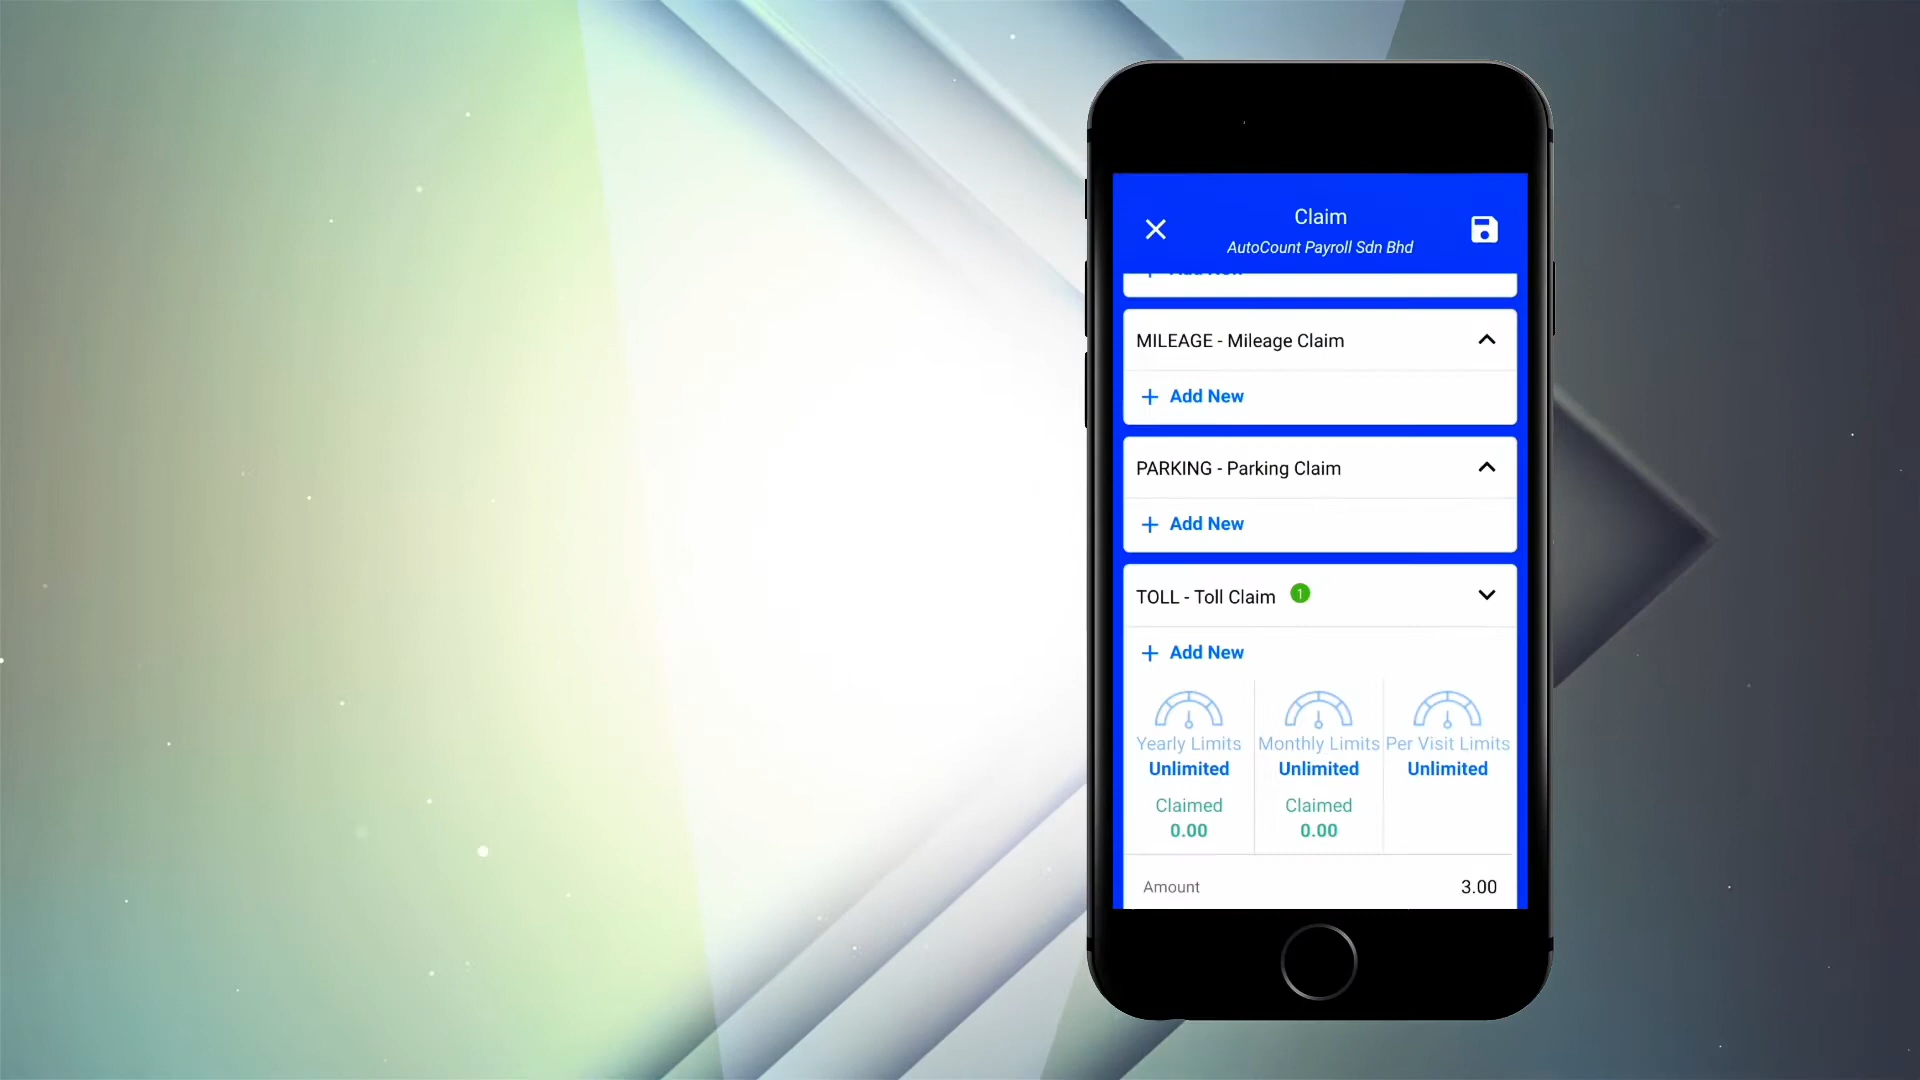 Claim
AutoCount Payroll Sdn Bhd
MILEAGE - Mileage Claim
+ Add New
PARKING - Parking Claim
+ Add New
TOLL - Toll Claim 1
+ Add New
Yearly Limits Monthly Limits Per Visit Limits
Unlimited Unlimited Unlimited
Claimed Claimed
0.00 0.00
Amount 3.00